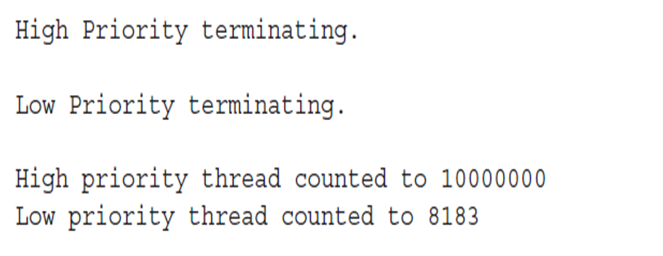 High Priority terminating.
Low Priority terminating.
High priority thread counted to 10000000
Low priority thread counted to 8183